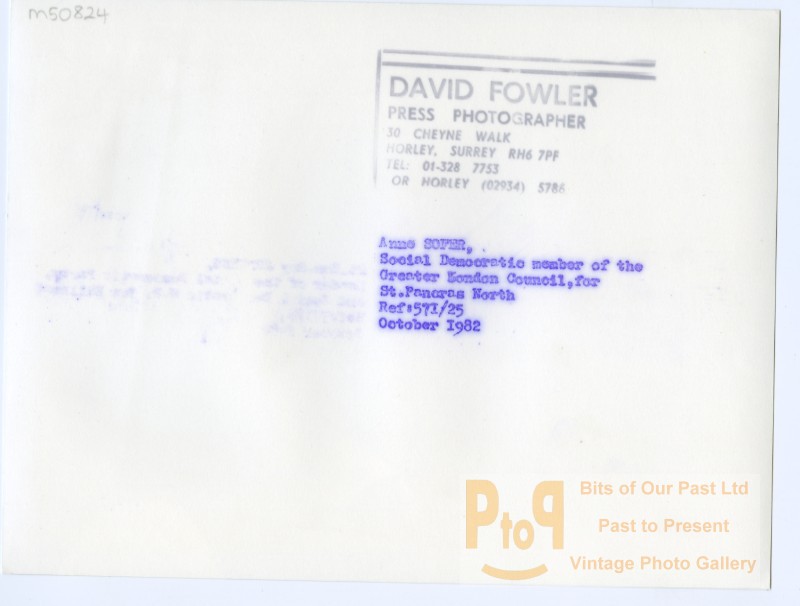 m50824
DAVID FOWLER
PRESS PHOTOGRAPHER
30 CHEYNE WALK
HORLEY, SURREY RH6 7PF
TEL: 01-328 7753
OR HORLEY (02934) 5786
Anne SOFER,
Social Democratic member of the
Greater London Council,for
St.Pancras North
Ref:571/25
October 1982
PtoP
Bits of Our Past Ltd
Past to Present
Vintage Photo Gallery